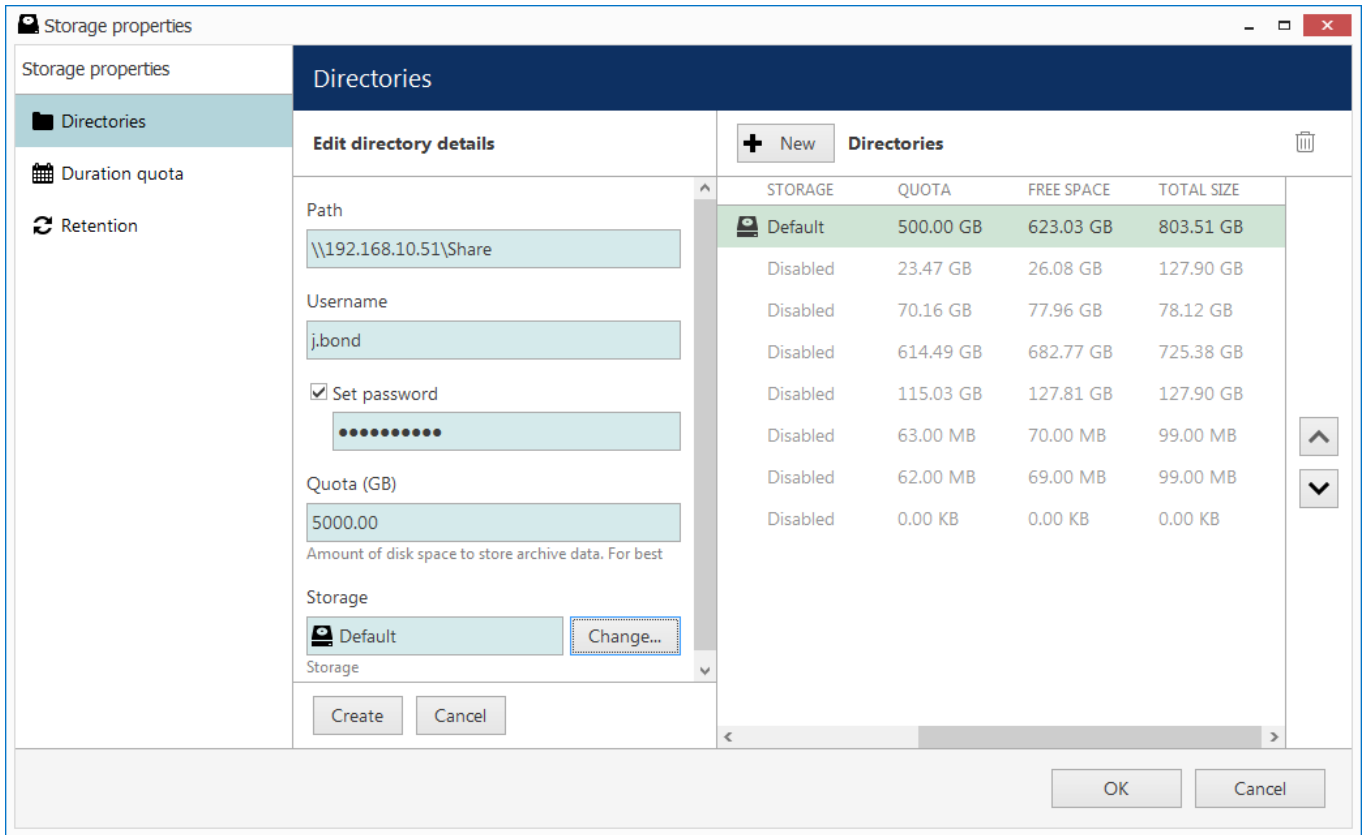 Storage properties
Storage properties
Directories
Duration quota
Retention
Directories
Edit directory details
Path
\\192.168.10.51\Share
Username
j.bond
Set password
••••••••••
Quota (GB)
5000.00
Amount of disk space to store archive data. For best
Storage
Default
Change...
Storage
Create Cancel
New Directories
STORAGE QUOTA FREE SPACE TOTAL SIZE
Default 500.00 GB 623.03 GB 803.51 GB
Disabled 23.47 GB 26.08 GB 127.90 GB
Disabled 70.16 GB 77.96 GB 78.12 GB
Disabled 614.49 GB 682.77 GB 725.38 GB
Disabled 115.03 GB 127.81 GB 127.90 GB
Disabled 63.00 MB 70.00 MB 99.00 MB
Disabled 62.00 MB 69.00 MB 99.00 MB
Disabled 0.00 KB 0.00 KB 0.00 KB
OK Cancel